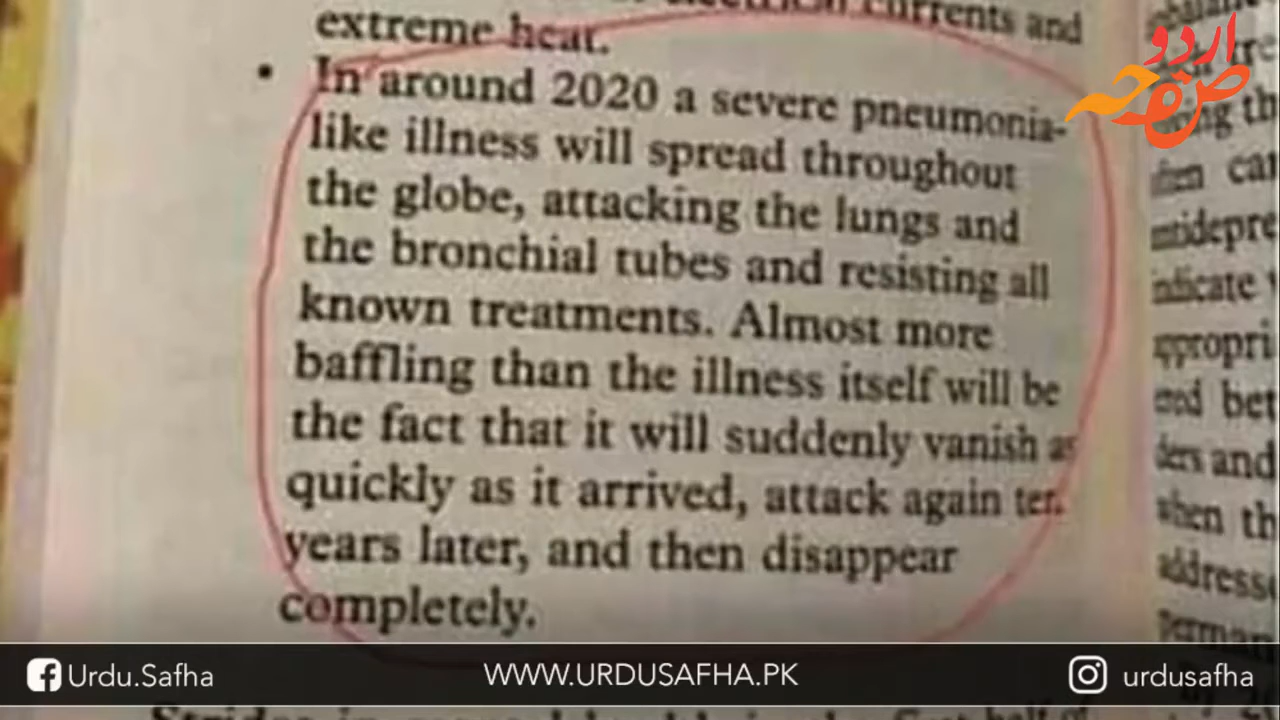 currents and
extreme heat.
• In around 2020 a severe pneumonia-
like illness will spread throughout
the globe, attacking the lungs and
the bronchial tubes and resisting all
known treatments. Almost more
baffling than the illness itself will be
the fact that it will suddenly vanish as
quickly as it arrived, attack again ten
years later, and then disappear
completely.
اردو
صفحہ
Urdu.Safha
WWW.URDUSAFHA.PK
urdusafha